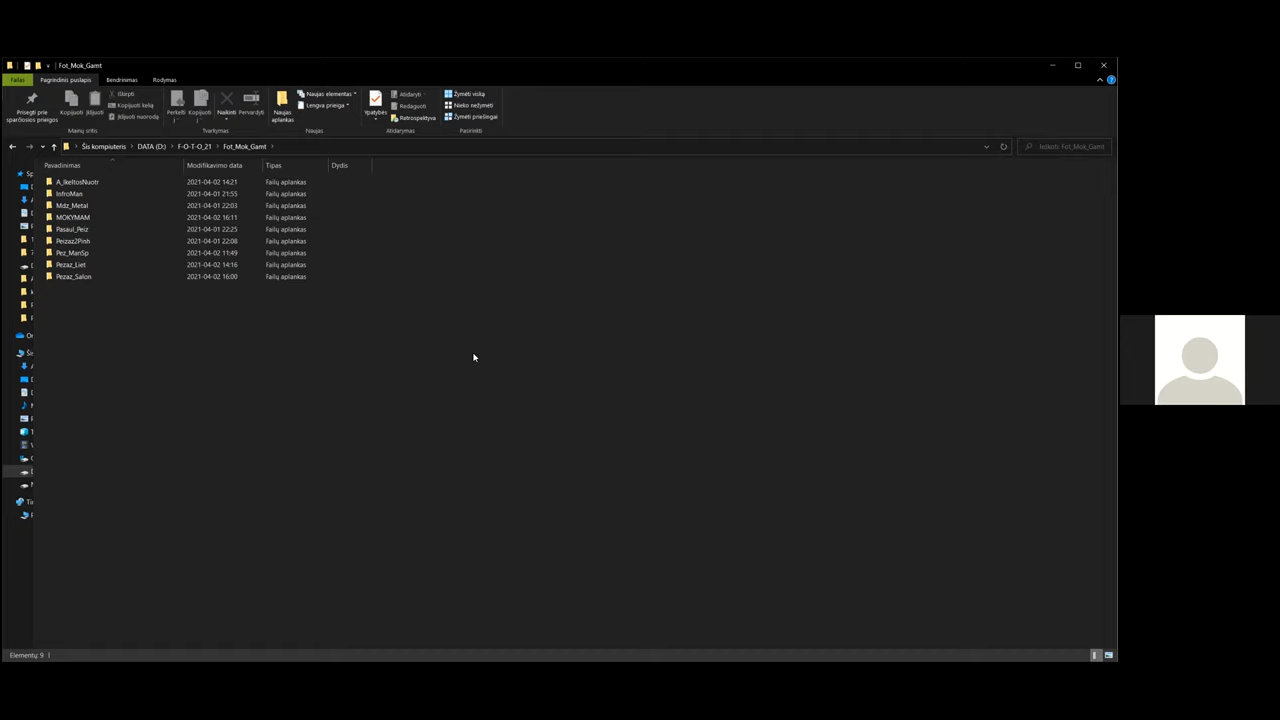 Fot_Mok_Gamt
Failas Pagrindinis puslapis Bendrinimas Rodymas
Prisegti prie sparčiosios prieigos
Kopijuoti
Įklijuoti
Iškirpti
Kopijuoti kelią
Įklijuoti nuorodą
Mainų sritis
Perkelti į
Kopijuoti į
Naikinti
Pervardyti
Tvarkymas
Naujas aplankas
Naujas elementas
Lengva prieiga
Naujas
Ypatybės
Atidaryti
Redaguoti
Retrospektyva
Atidarymas
Žymėti viską
Nieko nežymėti
Žymėti priešingai
Pasirinkti
Šis kompiuteris > DATA (D:) > F-O-T-O_21 > Fot_Mok_Gamt >
Ieškoti: Fot_Mok_Gamt
Pavadinimas Modifikavimo data Tipas Dydis
A_IkeltosNuotr 2021-04-02 14:21 Failų aplankas
InfroMan 2021-04-01 21:55 Failų aplankas
Mdz_Metal 2021-04-01 22:03 Failų aplankas
MOKYMAM 2021-04-02 16:11 Failų aplankas
Pasaul_Peiz 2021-04-01 22:25 Failų aplankas
Peizaz2Pinh 2021-04-01 22:08 Failų aplankas
Pez_ManSp 2021-04-02 11:49 Failų aplankas
Pezaz_Liet 2021-04-02 14:16 Failų aplankas
Pezaz_Salon 2021-04-02 16:00 Failų aplankas
Elementų: 9